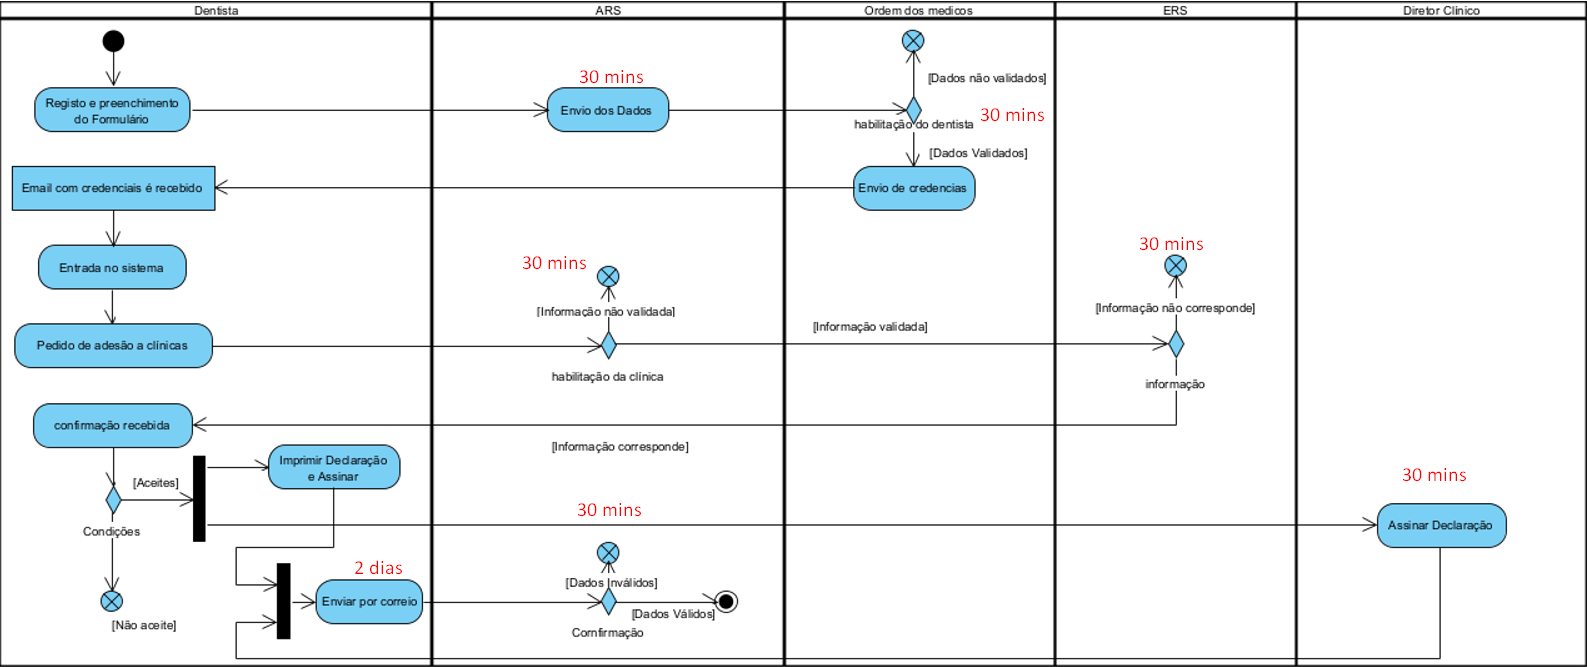 Dentista
ARS
Ordem dos medicos
ERS
Diretor Clínico
Registo e preenchimento
do Formulário
30 mins
Envio dos Dados
[Dados não validados]
habilitação do dentista
30 mins
[Dados Validados]
Email com credenciais é recebido
Envio de credencias
Entrada no sistema
30 mins
[Informação não validada]
30 mins
[Informação não corresponde]
Pedido de adesão a clínicas
[Informação validada]
habilitação da clínica
informação
confirmação recebida
[Informação corresponde]
Imprimir Declaração
e Assinar
[Aceites]
Condições
30 mins
30 mins
Assinar Declaração
2 dias
[Dados Inválidos]
Enviar por correio
[Dados Válidos]
[Não aceite]
Cornfirmação